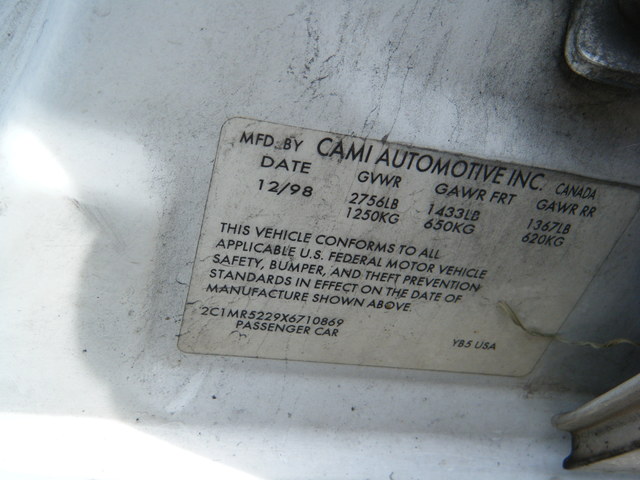 MFD. BY CAMI AUTOMOTIVE INC. CANADA
DATE GVWR GAWR FRT GAWR RR
12/98 2756LB 1433LB 1367LB
1250KG 650KG 620KG
THIS VEHICLE CONFORMS TO ALL
APPLICABLE U.S. FEDERAL MOTOR VEHICLE
SAFETY, BUMPER, AND THEFT PREVENTION
STANDARDS IN EFFECT ON THE DATE OF
MANUFACTURE SHOWN ABOVE.
2C1MR5229X6710869
PASSENGER CAR
YB5 USA